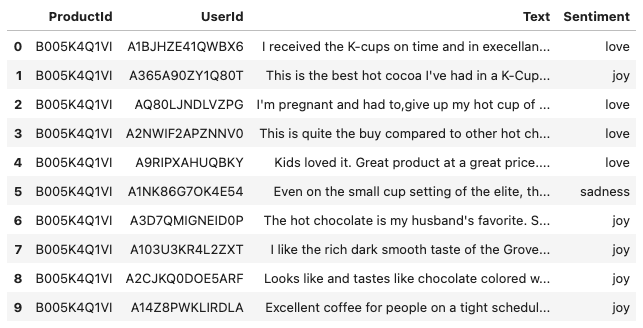 ProductId UserId Text Sentiment
0 B005K4Q1VI A1BJHZE41QWBX6 I received the K-cups on time and in execellan... love
1 B005K4Q1VI A365A90ZY1Q80T This is the best hot cocoa I've had in a K-Cup... joy
2 B005K4Q1VI AQ80LJNDLVZPG I'm pregnant and had to,give up my hot cup of ... love
3 B005K4Q1VI A2NWIF2APZNNV0 This is quite the buy compared to other hot ch... love
4 B005K4Q1VI A9RIPXAHUQBKY Kids loved it. Great product at a great price.... love
5 B005K4Q1VI A1NK86G7OK4E54 Even on the small cup setting of the elite, th... sadness
6 B005K4Q1VI A3D7QMIGNEID0P The hot chocolate is my husband's favorite. S... joy
7 B005K4Q1VI A103U3KR4L2ZXT I like the rich dark smooth taste of the Grove... joy
8 B005K4Q1VI A2CJKQ0DOE5ARF Looks like and tastes like chocolate colored w... joy
9 B005K4Q1VI A14Z8PWKLIRDLA Excellent coffee for people on a tight schedul... joy